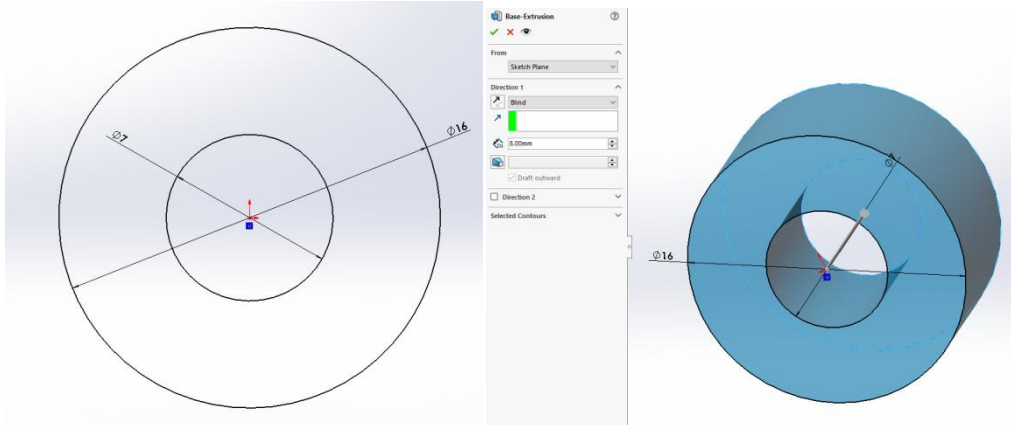 Ø7
Ø16
Base-Extrusion
From
Sketch Plane
Direction 1
Blind
8.00mm
Draft outward
Direction 2
Selected Contours
Ø16